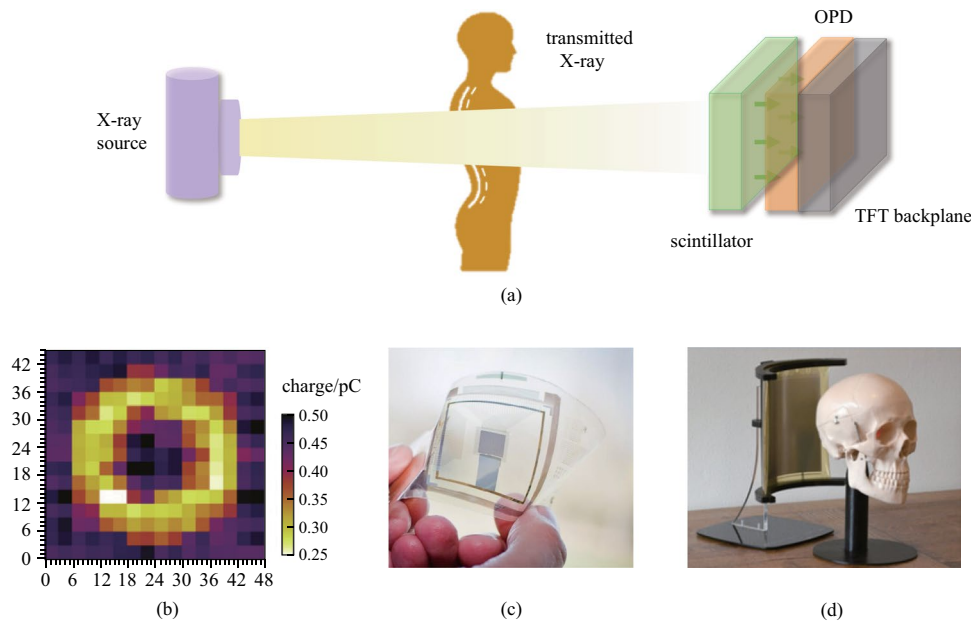 OPD
transmitted
X-ray
X-ray
source
TFT backplane
scintillator
(a)
charge/pC
42
36
30
24
18
12
6
0
0 6 12 18 24 30 36 42 48
0.50
0.45
0.40
0.35
0.30
0.25
(b)
(c)
(d)